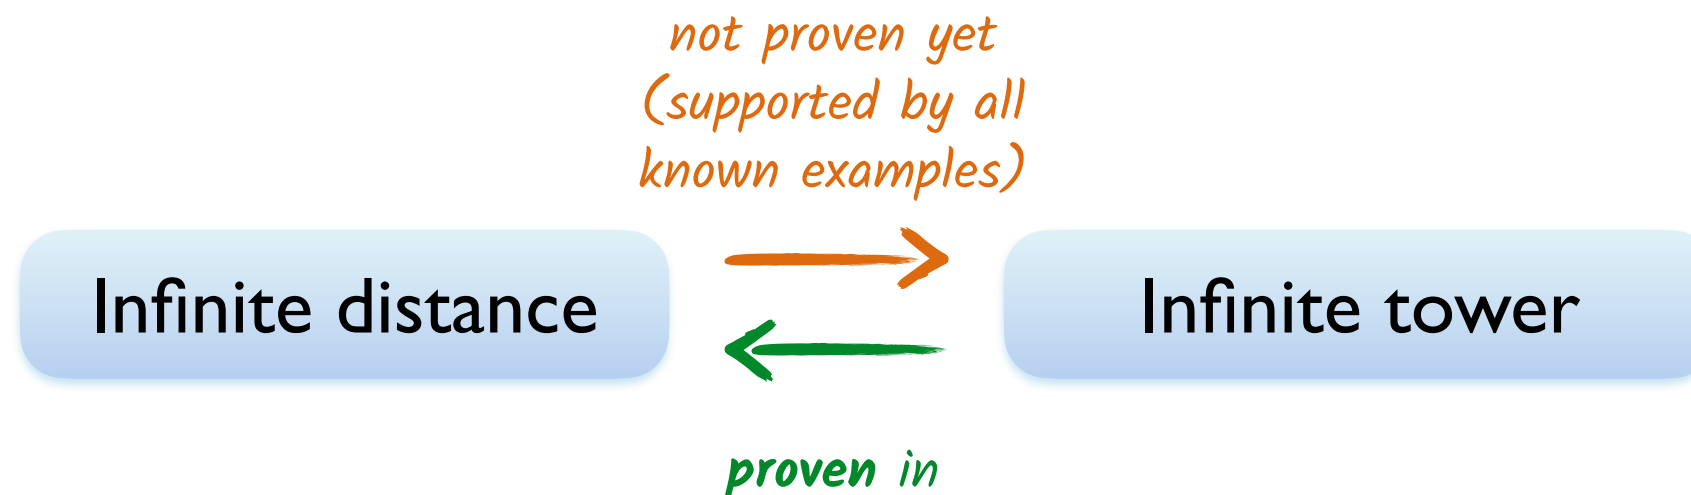 not proven yet
(supported by all
known examples)
Infinite distance
Infinite tower
proven in